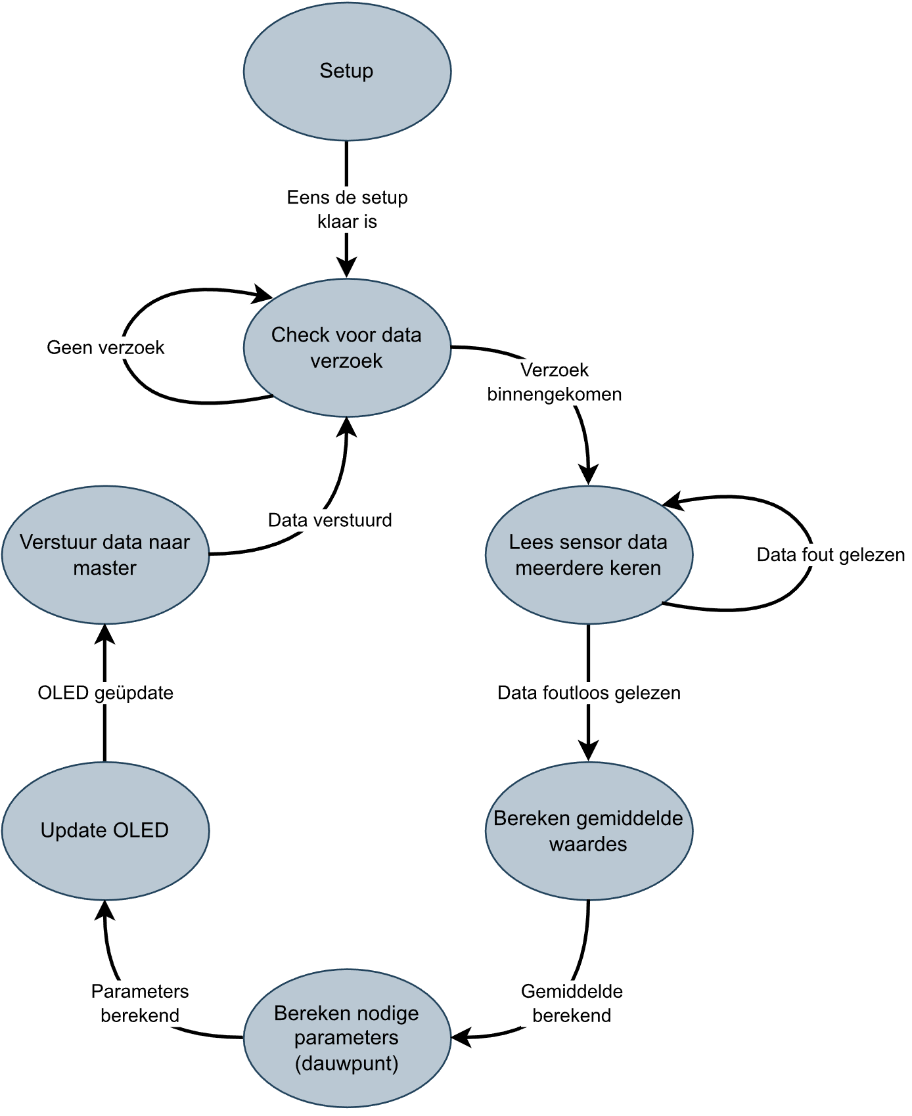 Setup
Eens de setup
klaar is
Check voor data
verzoek
Geen verzoek
Verzoek
binnengekomen
Verstuur data naar
master
Data verstuurd
Lees sensor data
meerdere keren
Data fout gelezen
OLED geüpdate
Data foutloos gelezen
Update OLED
Bereken gemiddelde
waardes
Parameters
berekend
Bereken nodige
parameters
(dauwpunt)
Gemiddelde
berekend